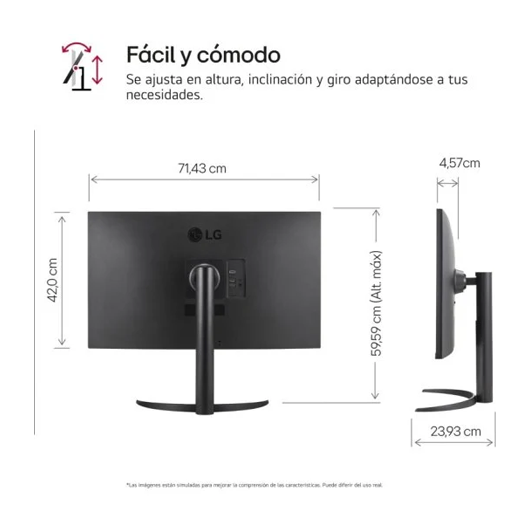 Fácil y cómodo
Se ajusta en altura, inclinación y giro adaptándose a tus
necesidades.
71,43 cm
4,57cm
LG
42,0 cm
59,59 cm (Alt. máx)
23,93 cm
*Las imágenes están simuladas para mejorar la comprensión de las características. Puede diferir del uso real.